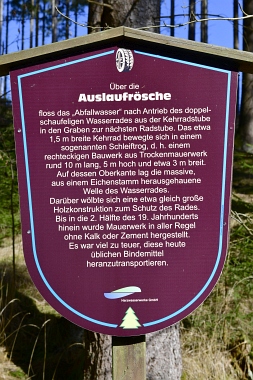 Über die
Auslaufrösche
floss das „Abfallwasser" nach Antrieb des doppel-
schaufeligen Wasserrades aus der Kehrradstube
in den Graben zur nächsten Radstube. Das etwa
1,5 m breite Kehrrad bewegte sich in einem
sogenannten Schleiftrog, d. h. einem
rechteckigen Bauwerk aus Trockenmauerwerk
rund 10 m lang, 5 m hoch und etwa 3 m breit.
Auf dessen Oberkante lag die massive,
aus einem Eichenstamm herausgehauene
Welle des Wasserrades.
Darüber wölbte sich eine etwa gleich große
Holzkonstruktion zum Schutz des Rades.
Bis in die 2. Hälfte des 19. Jahrhunderts
hinein wurde Mauerwerk in aller Regel
ohne Kalk oder Zement hergestellt.
Es war viel zu teuer, diese heute
üblichen Bindemittel
heranzutransportieren.
Harzwasserwerke GmbH